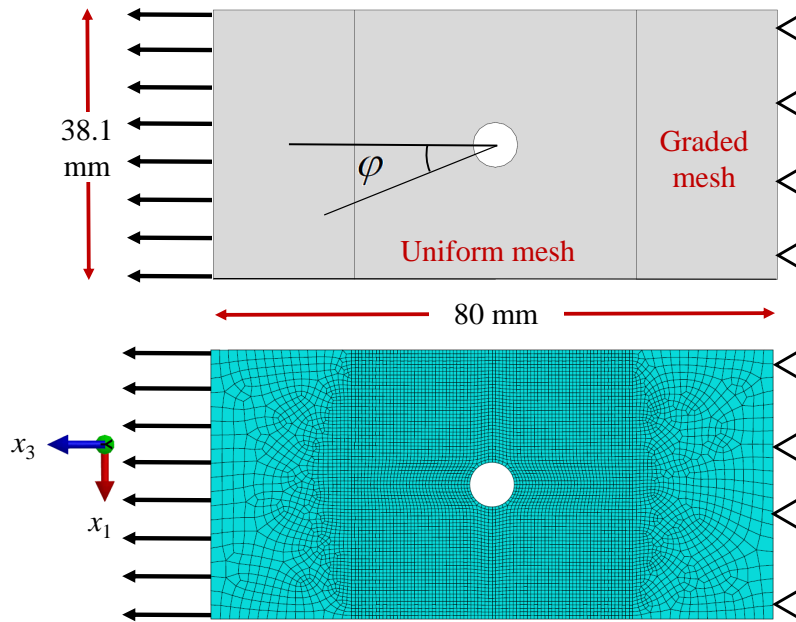 38.1
mm
φ
Graded
mesh
Uniform mesh
80 mm
x₃
x₁